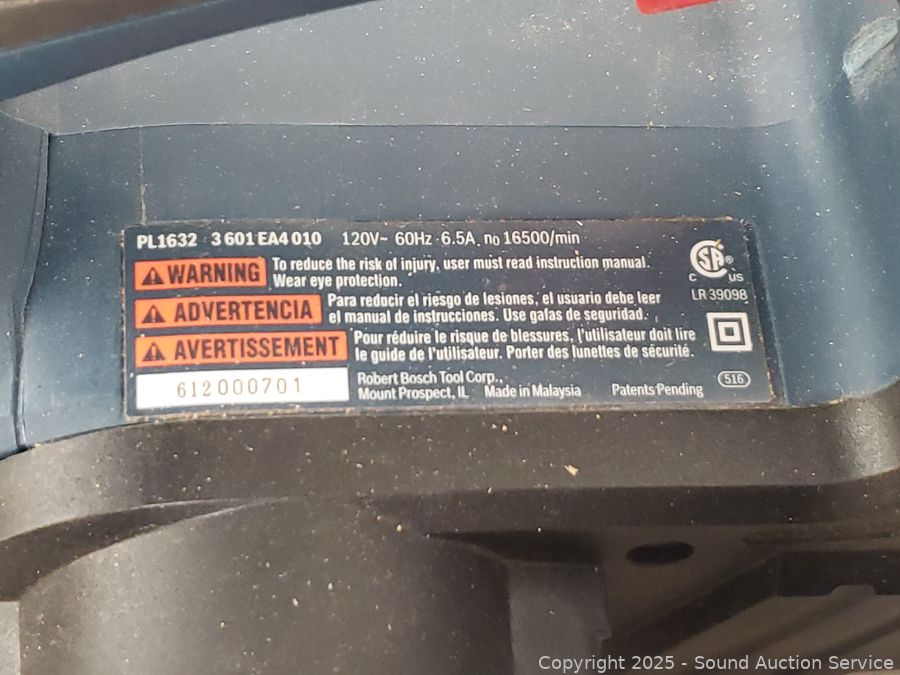 PL1632 3 601 EA4 010 120V~ 60Hz 6.5A n0 16500/min
WARNING To reduce the risk of injury, user must read instruction manual.
Wear eye protection.
ADVERTENCIA Para reducir el riesgo de lesiones, el usuario debe leer
el manual de instrucciones. Use gafas de seguridad.
AVERTISSEMENT Pour réduire le risque de blessures, l'utilisateur doit lire
le guide de l'utilisateur. Porter des lunettes de sécurité.
SA®
C US
LR 39098
612000701
Robert Bosch Tool Corp.,
Mount Prospect, IL Made in Malaysia Patents Pending 516
Copyright © 2025 - Sound Auction Service